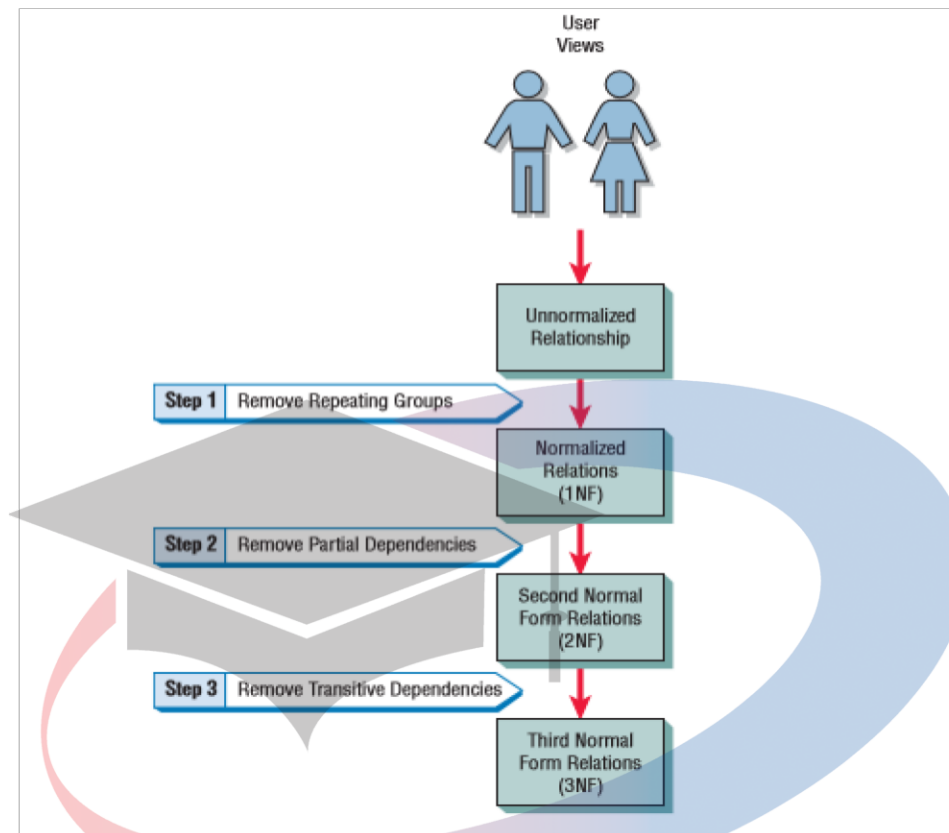 User
Views
Unnormalized
Relationship
Step 1 Remove Repeating Groups
Normalized
Relations
(1NF)
Step 2 Remove Partial Dependencies
Second Normal
Form Relations
(2NF)
Step 3 Remove Transitive Dependencies
Third Normal
Form Relations
(3NF)